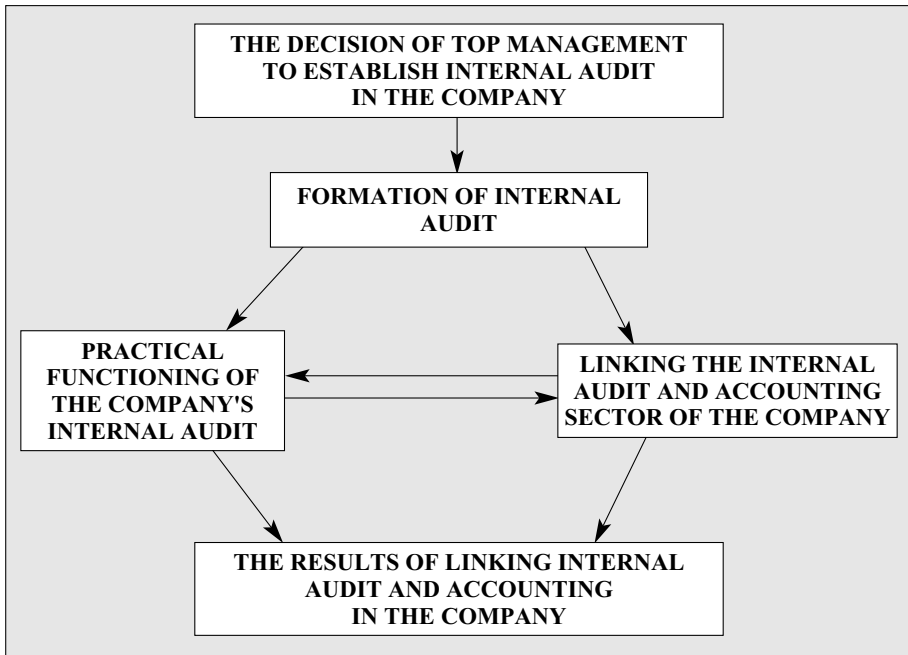 THE DECISION OF TOP MANAGEMENT
TO ESTABLISH INTERNAL AUDIT
IN THE COMPANY
FORMATION OF INTERNAL
AUDIT
PRACTICAL
FUNCTIONING OF
THE COMPANY'S
INTERNAL AUDIT
LINKING THE INTERNAL
AUDIT AND ACCOUNTING
SECTOR OF THE COMPANY
THE RESULTS OF LINKING INTERNAL
AUDIT AND ACCOUNTING
IN THE COMPANY